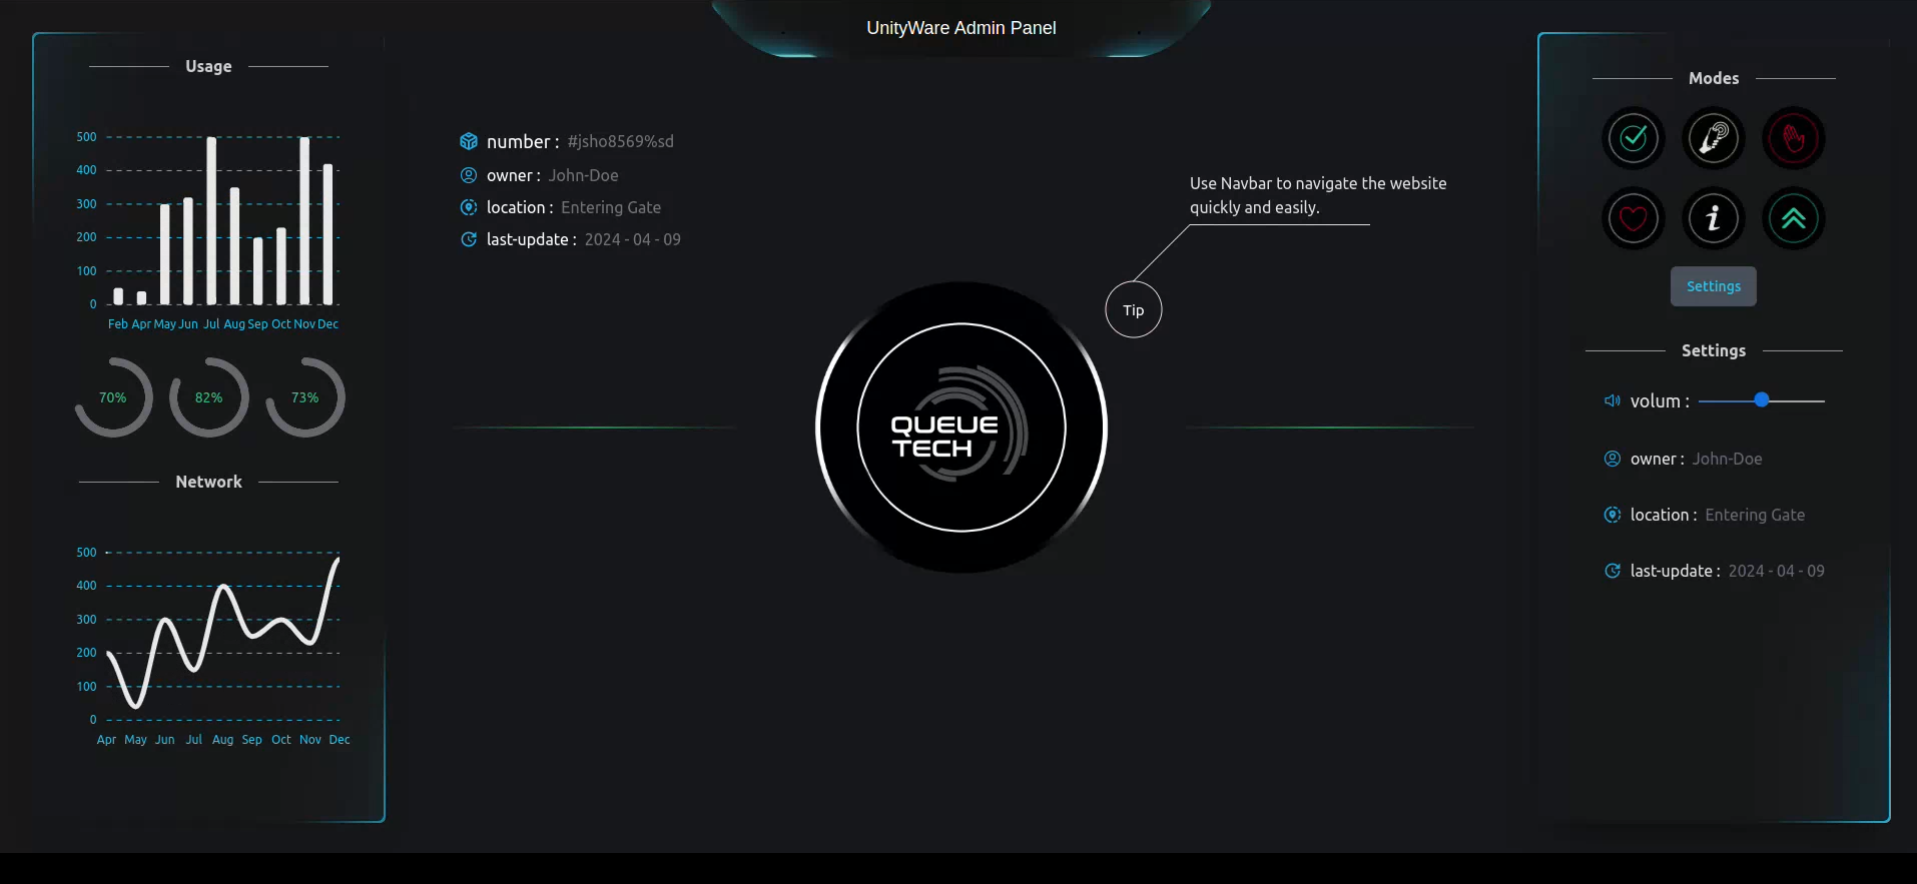 UnityWare Admin Panel
Usage
500
400
300
200
100
0
Feb Apr May Jun Jul Aug Sep Oct Nov Dec
70% 82% 73%
Network
500
400
300
200
100
0
Apr May Jun Jul Aug Sep Oct Nov Dec
number : #jsho8569%sd
owner : John-Doe
location : Entering Gate
last-update : 2024 - 04 - 09
Use Navbar to navigate the website
quickly and easily.
Tip
QUEUE
TECH
Modes
i
Settings
Settings
volum :
owner : John-Doe
location : Entering Gate
last-update : 2024 - 04 - 09